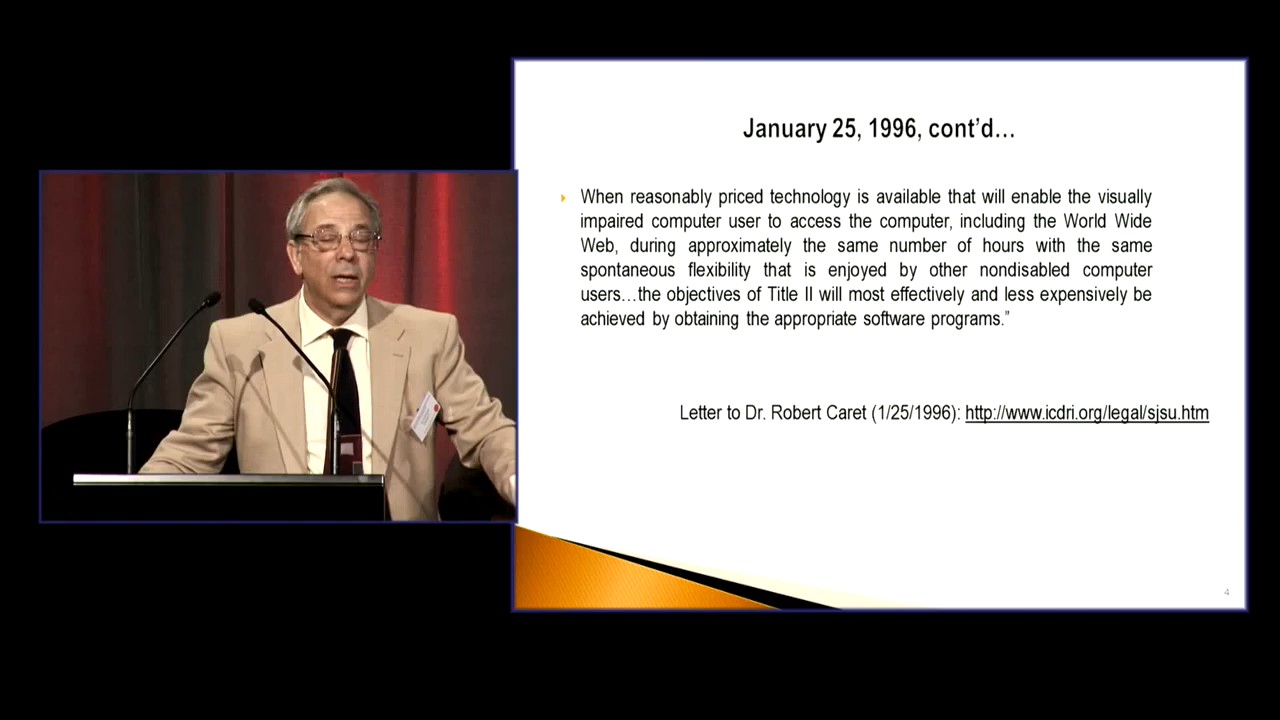 January 25, 1996, cont’d…
When reasonably priced technology is available that will enable the visually
impaired computer user to access the computer, including the World Wide
Web, during approximately the same number of hours with the same
spontaneous flexibility that is enjoyed by other nondisabled computer
users…the objectives of Title II will most effectively and less expensively be
achieved by obtaining the appropriate software programs.”
Letter to Dr. Robert Caret (1/25/1996): http://www.icdri.org/legal/sjsu.htm
4